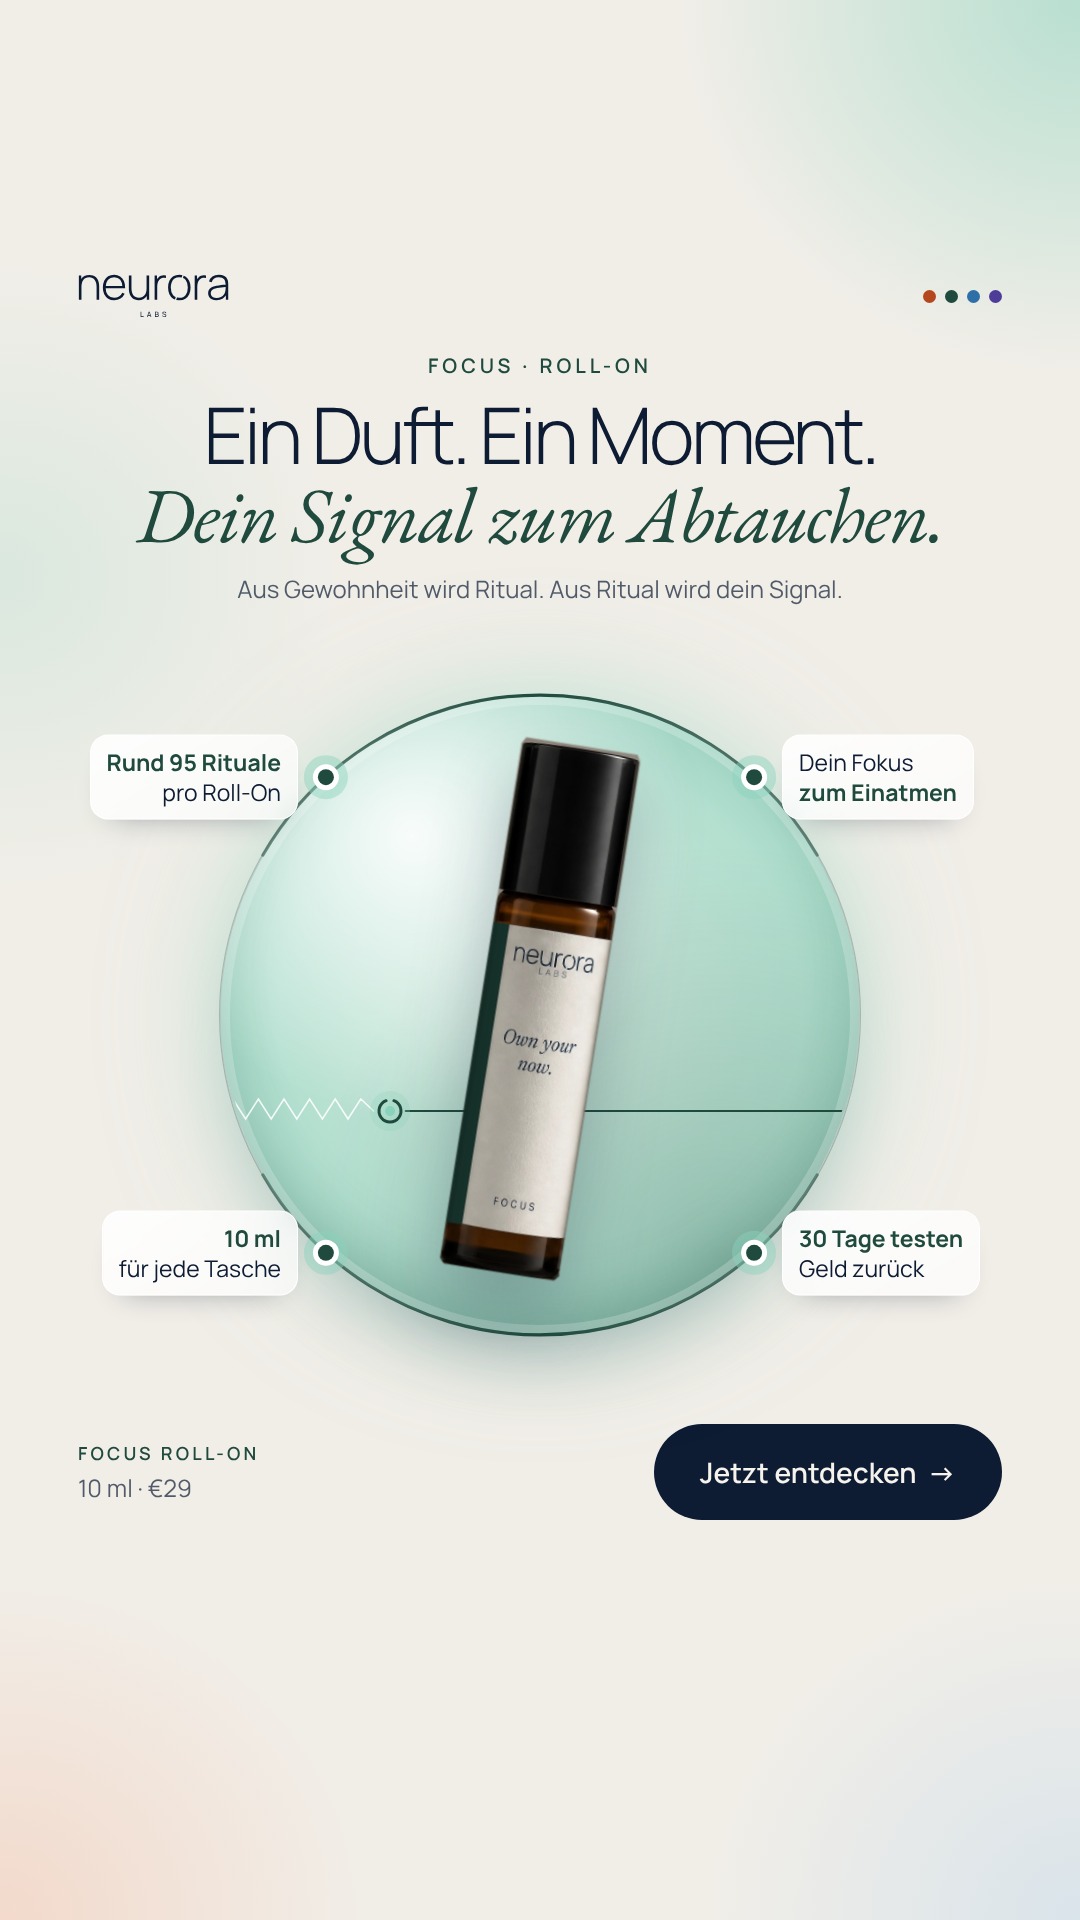 neurora
LABS
FOCUS · ROLL-ON
Ein Duft. Ein Moment.
Dein Signal zum Abtauchen.
Aus Gewohnheit wird Ritual. Aus Ritual wird dein Signal.
Rund 95 Rituale
pro Roll-On
Dein Fokus
zum Einatmen
neurora
LABS
Own your
now.
FOCUS
10 ml
für jede Tasche
30 Tage testen
Geld zurück
FOCUS ROLL-ON
10 ml · €29
Jetzt entdecken →